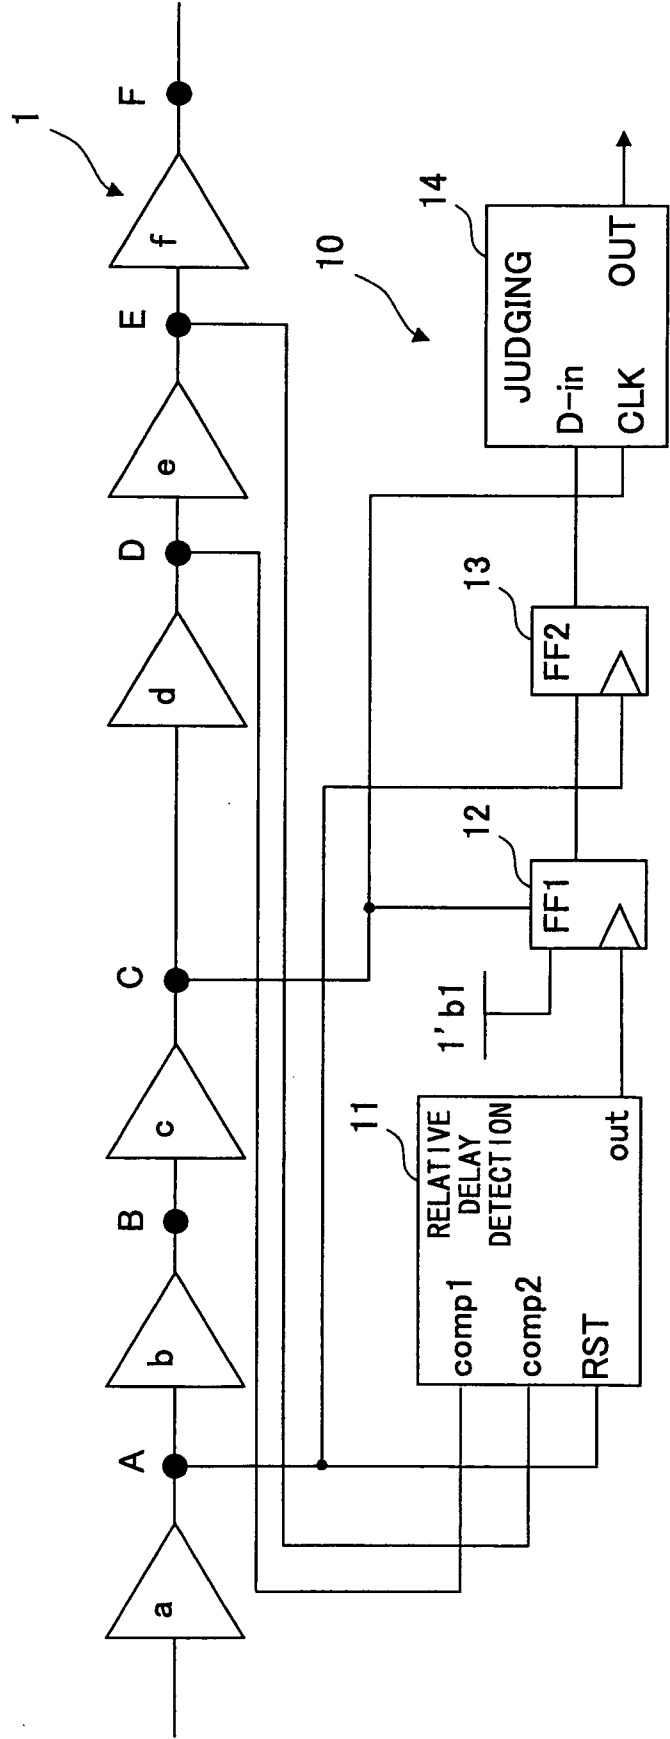 1
A
B
C
D
E
F
a
b
c
d
e
f
10
11
RELATIVE
DELAY
DETECTION
comp1
comp2
RST
out
1'b1
12
FF1
13
FF2
14
JUDGING
D-in
CLK
OUT